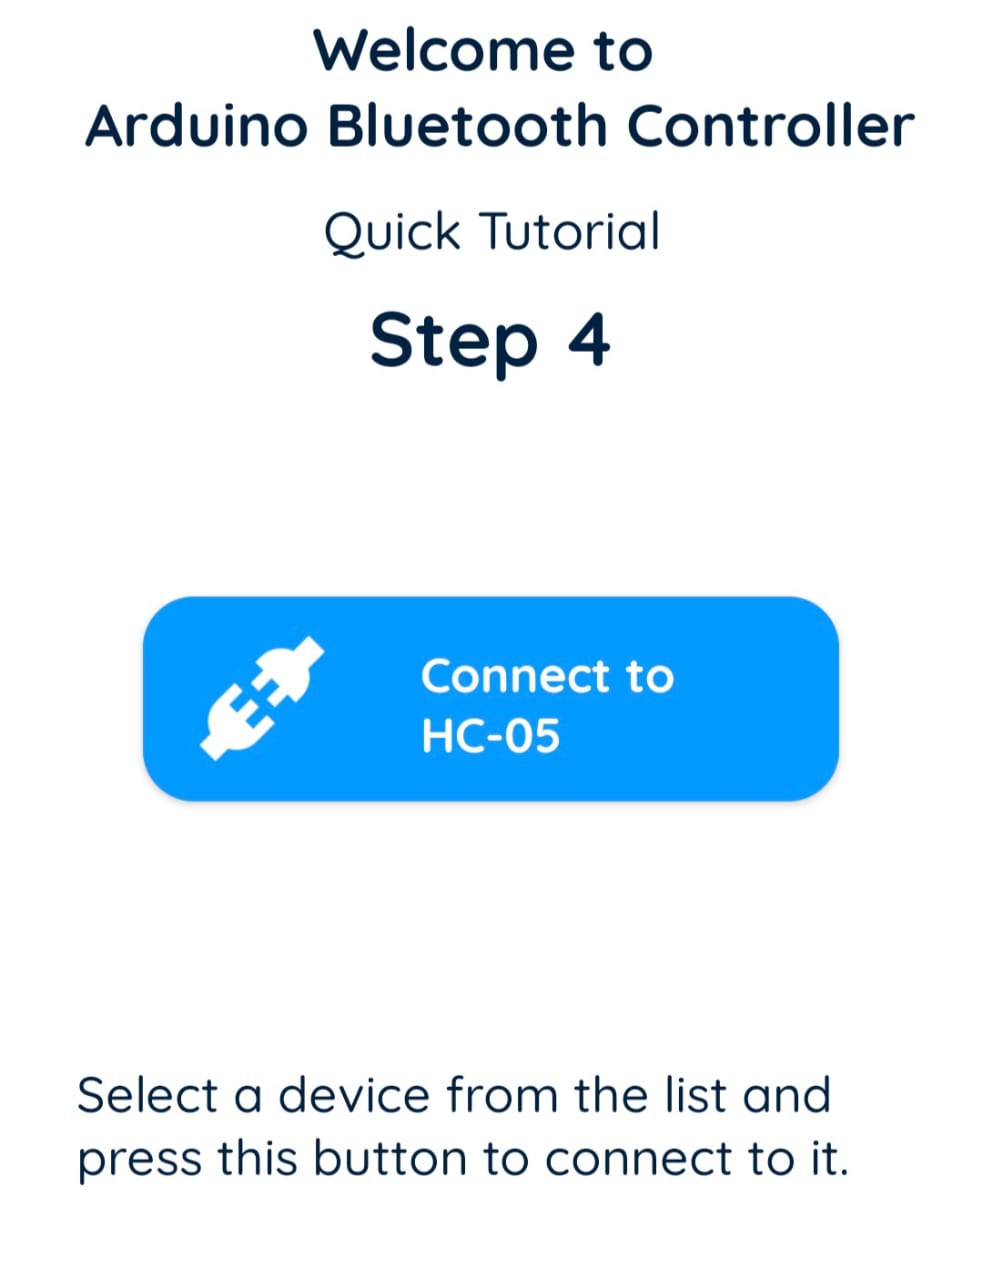 Welcome to
Arduino Bluetooth Controller
Quick Tutorial
Step 4
Connect to
HC-05
Select a device from the list and
press this button to connect to it.